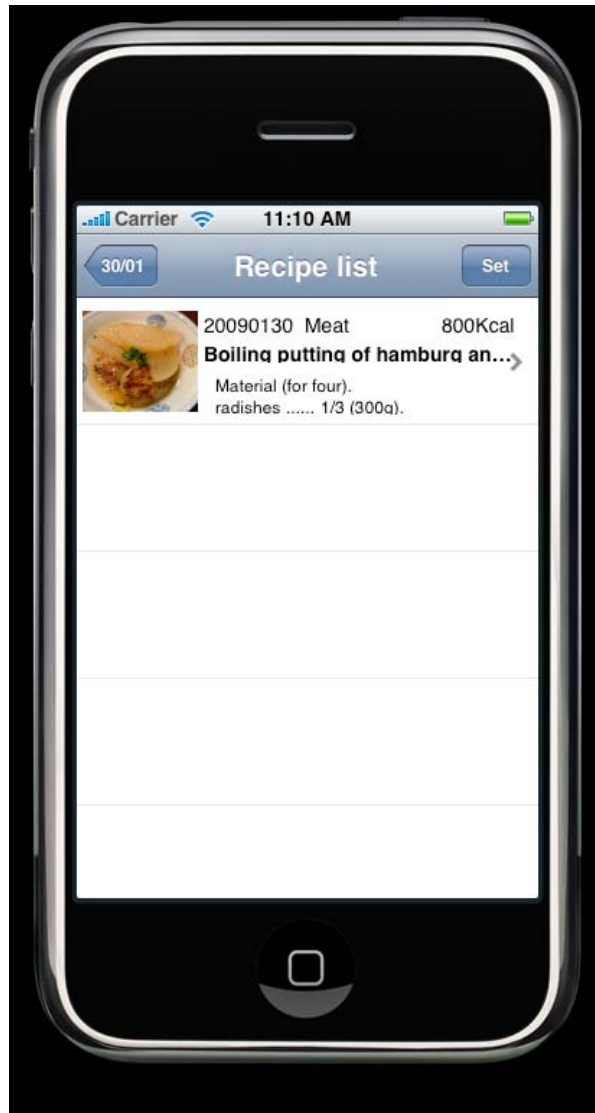 Carrier 11:10 AM
30/01 Recipe list Set
20090130 Meat 800Kcal
Boiling putting of hamburg an...
Material (for four).
radishes ...... 1/3 (300g).